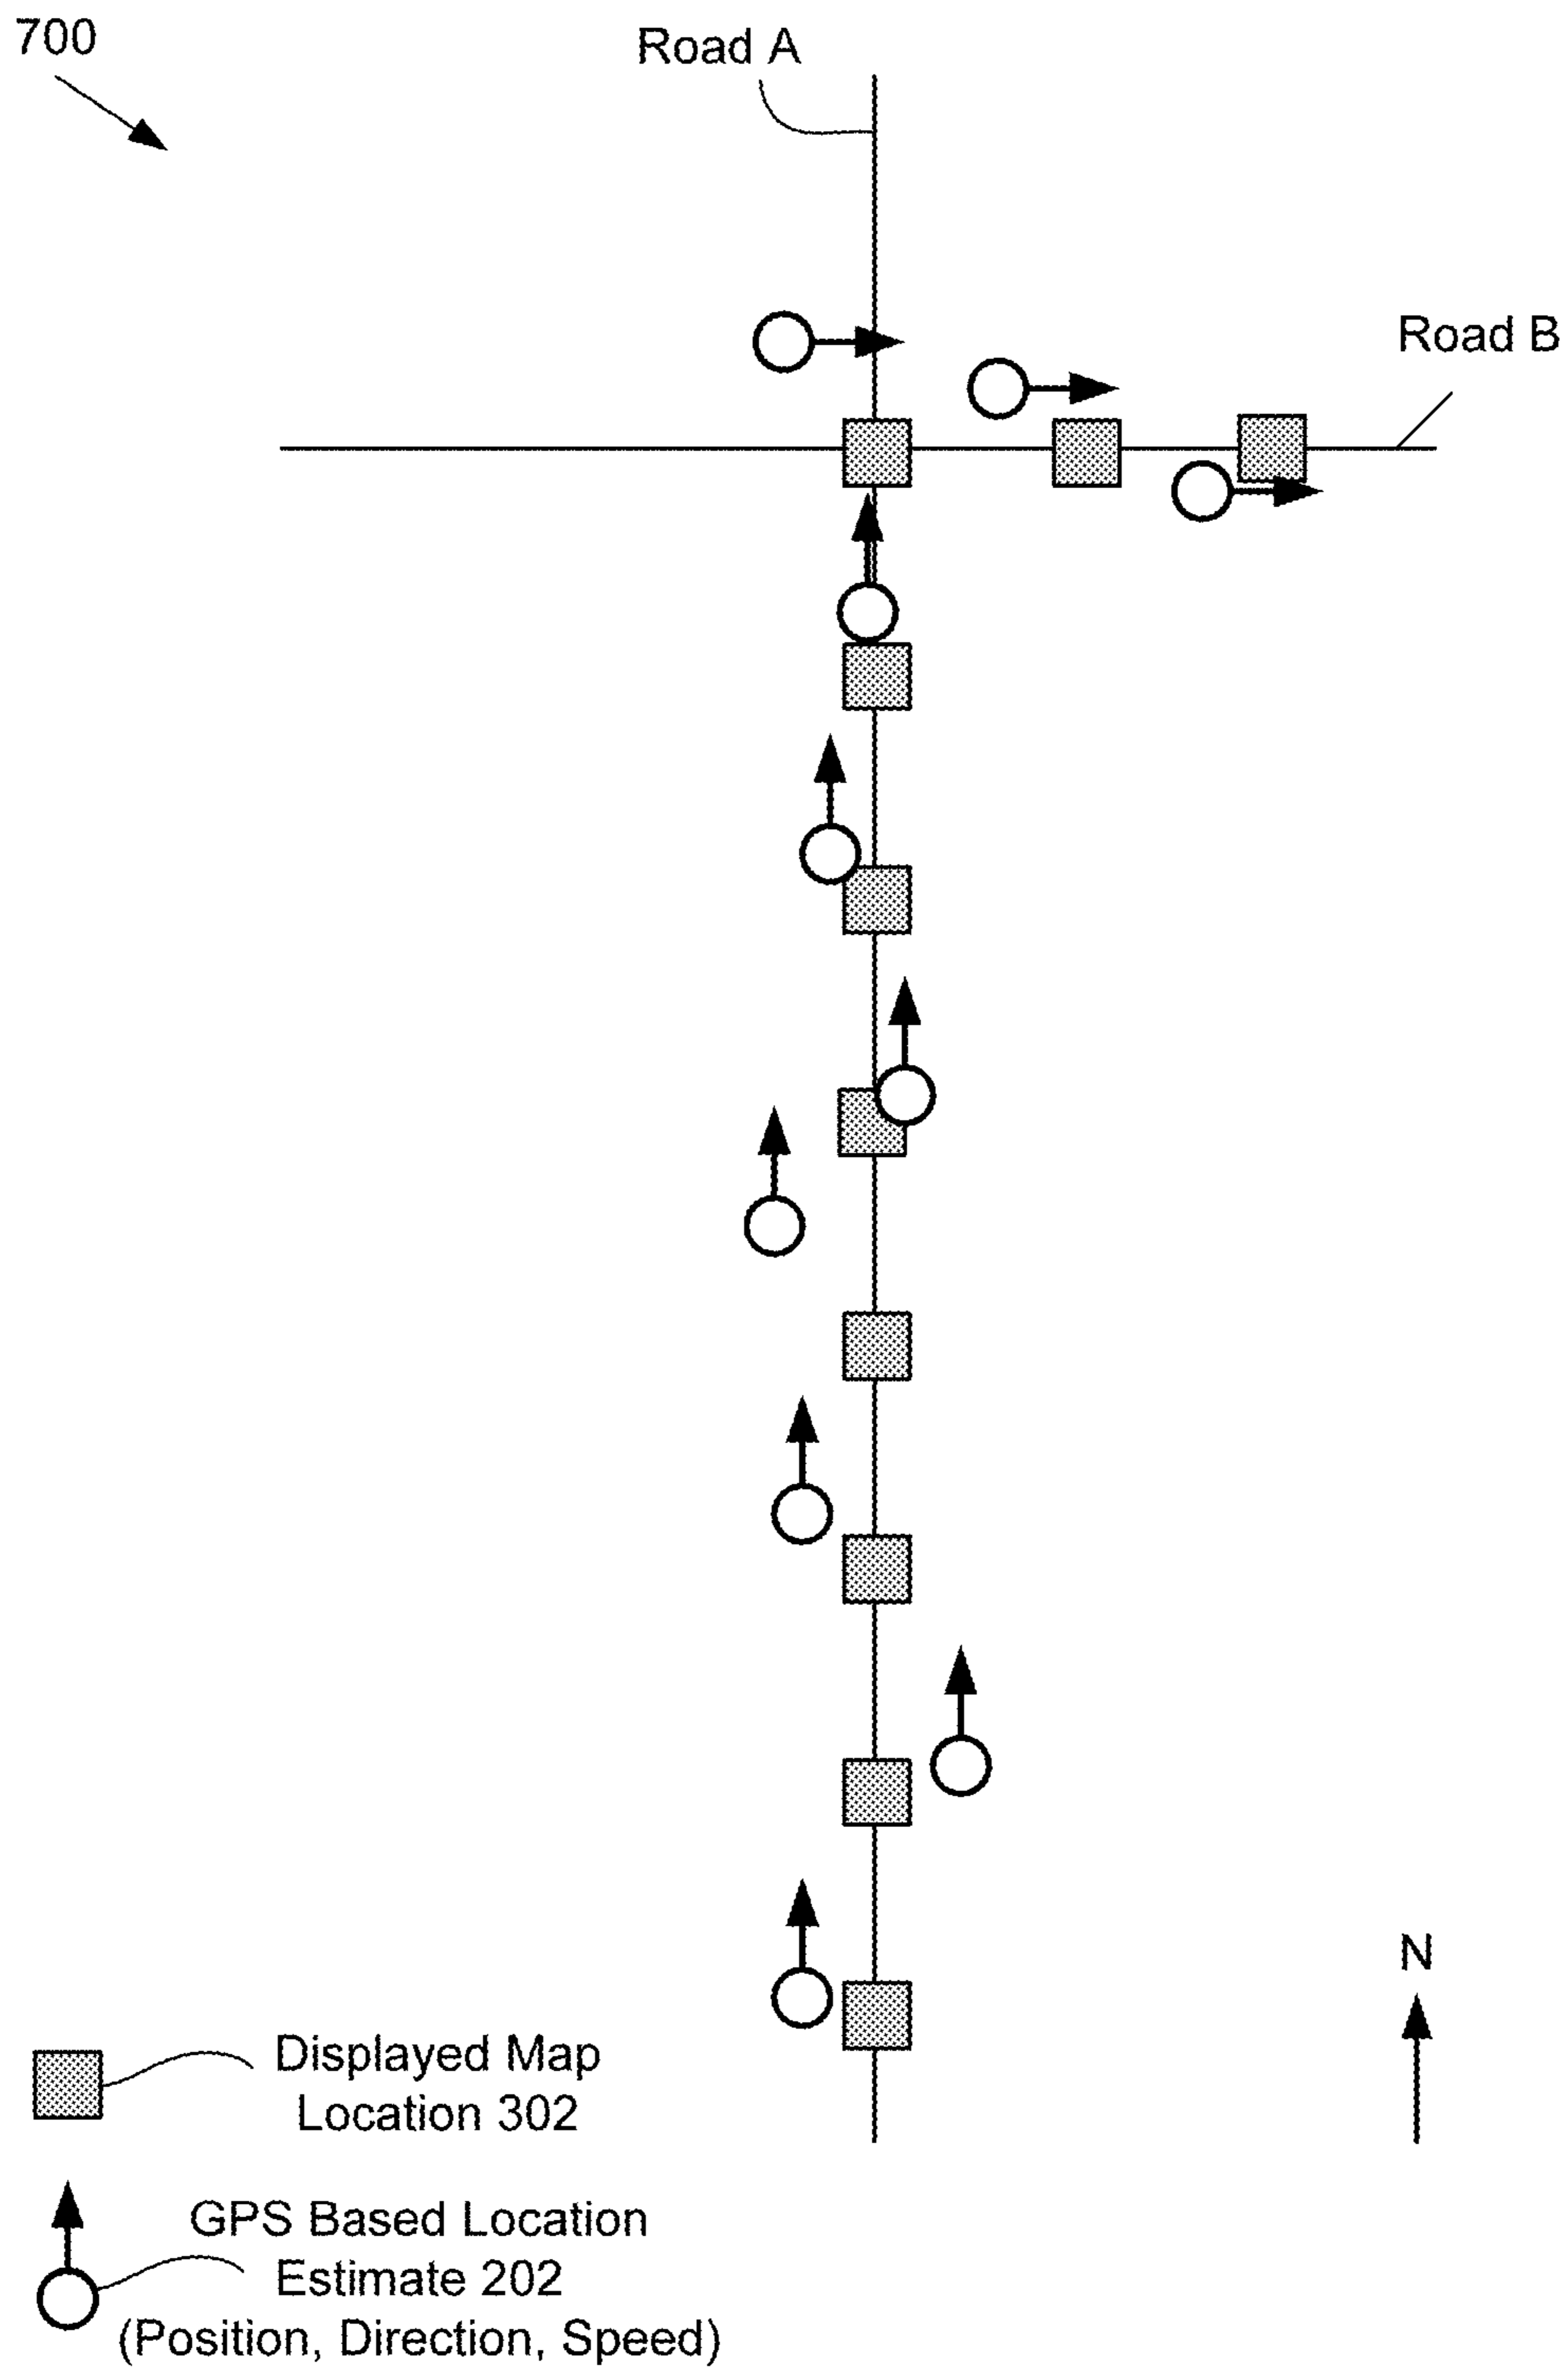 700
Road A
Road B
N
Displayed Map
Location 302
GPS Based Location
Estimate 202
(Position, Direction, Speed)